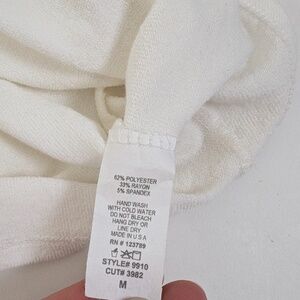 62% POLYESTER
33% RAYON
5% SPANDEX
HAND WASH
WITH COLD WATER
DO NOT BLEACH
HANG DRY OR
LINE DRY
MADE IN U S A
RN # 123789
STYLE# 9910
CUT# 3982
M